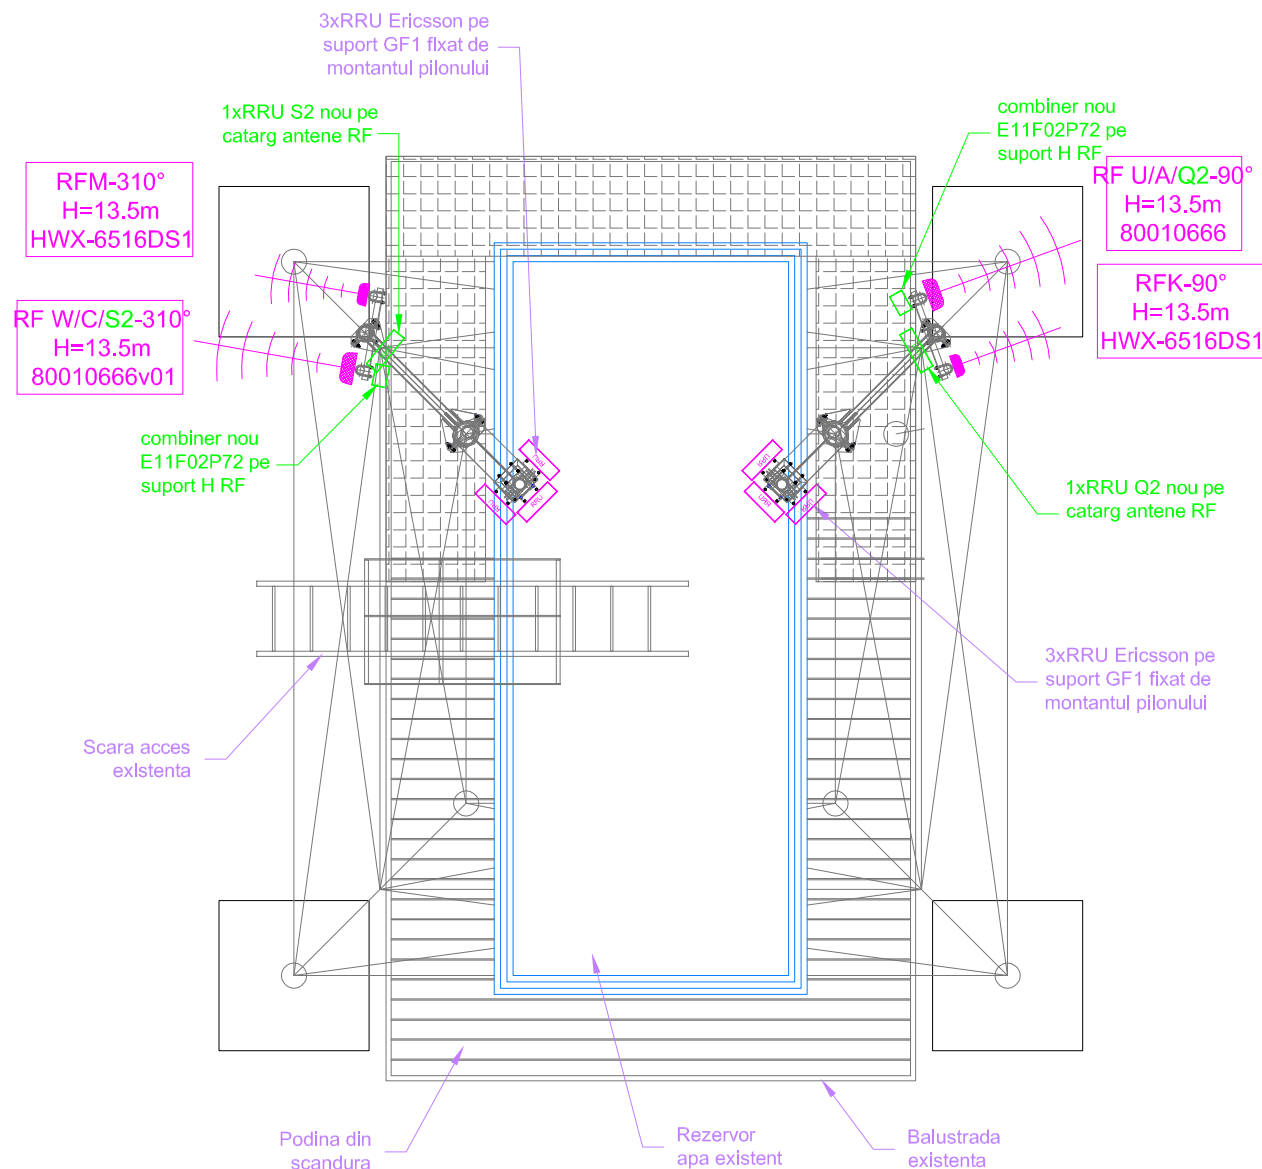 3xRRU Ericsson pe
suport GF1 fixat de
montantul pilonului
1xRRU S2 nou pe
catarg antene RF
combiner nou
E11F02P72 pe
suport H RF
RFM-310°
H=13.5m
HWX-6516DS1
RF U/A/Q2-90°
H=13.5m
80010666
RFK-90°
H=13.5m
HWX-6516DS1
RF W/C/S2-310°
H=13.5m
80010666v01
combiner nou
E11F02P72 pe
suport H RF
RRU
RRU
RRU
1xRRU Q2 nou pe
catarg antene RF
3xRRU Ericsson pe
suport GF1 fixat de
montantul pilonului
Scara acces
existenta
Podina din
scandura
Rezervor
apa existent
Balustrada
existenta